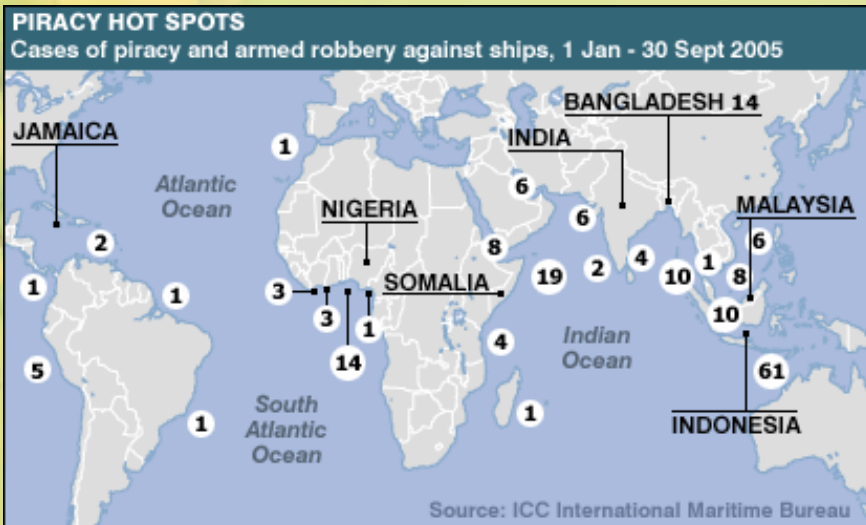 PIRACY HOT SPOTS
Cases of piracy and armed robbery against ships, 1 Jan - 30 Sept 2005
BANGLADESH 14
JAMAICA
INDIA
1
Atlantic
Ocean
6
NIGERIA
MALAYSIA
6
2
8
6
4
2
1
19
10
8
SOMALIA
1
1
3
3
1
10
14
4
Indian
Ocean
5
61
South
Atlantic
Ocean
1
1
INDONESIA
Source: ICC International Maritime Bureau